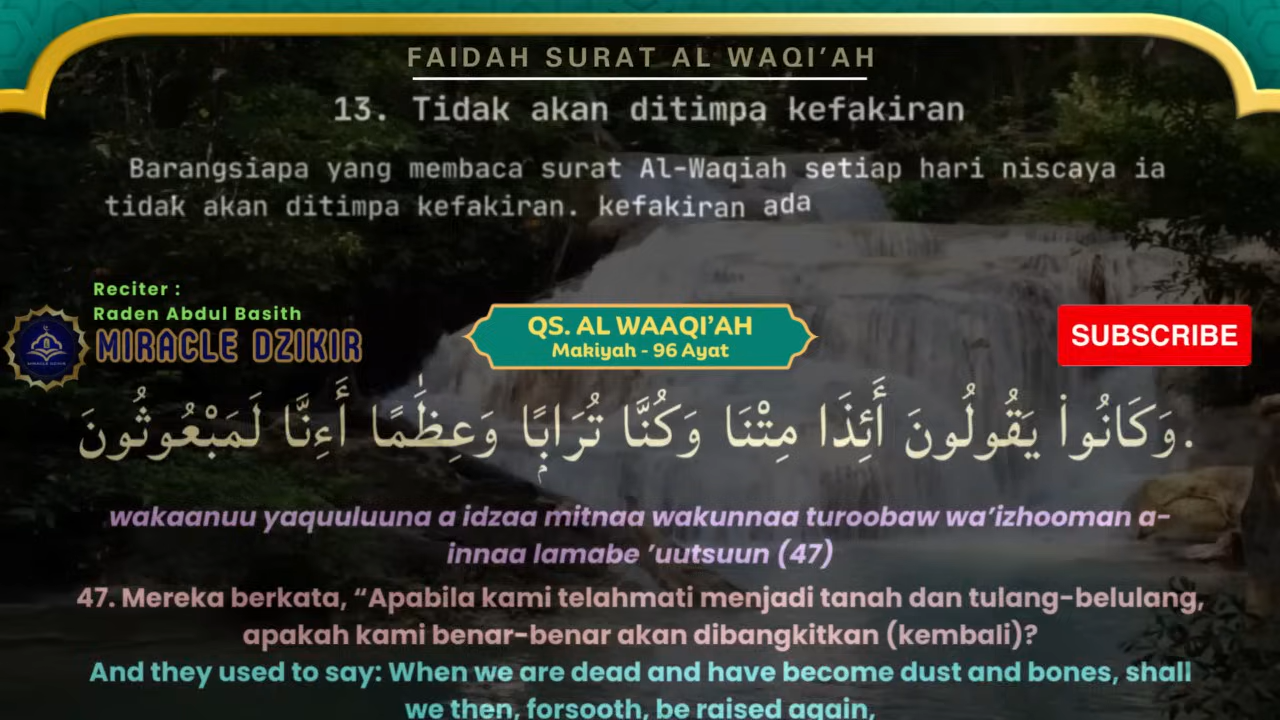 FAIDAH SURAT AL WAQI’AH
13. Tidak akan ditimpa kefakiran
Barangsiapa yang membaca surat Al-Waqiah setiap hari niscaya ia
tidak akan ditimpa kefakiran. kefakiran ada
Reciter :
Raden Abdul Basith
MIRACLE DZIKIR
QS. AL WAAQI’AH
Makiyah - 96 Ayat
SUBSCRIBE
.وَكَانُوا۟ يَقُولُونَ أَئِذَا مِتْنَا وَكُنَّا تُرَابًۭا وَعِظَٰمًا أَءِنَّا لَمَبْعُوثُونَ
wakaanuu yaquuluuna a idzaa mitnaa wakunnaa turoobaw wa’izhooman a-
innaa lamabe ’uutsuun (47)
47. Mereka berkata, “Apabila kami telahmati menjadi tanah dan tulang-belulang,
apakah kami benar-benar akan dibangkitkan (kembali)?
And they used to say: When we are dead and have become dust and bones, shall
we then, forsooth, be raised again,